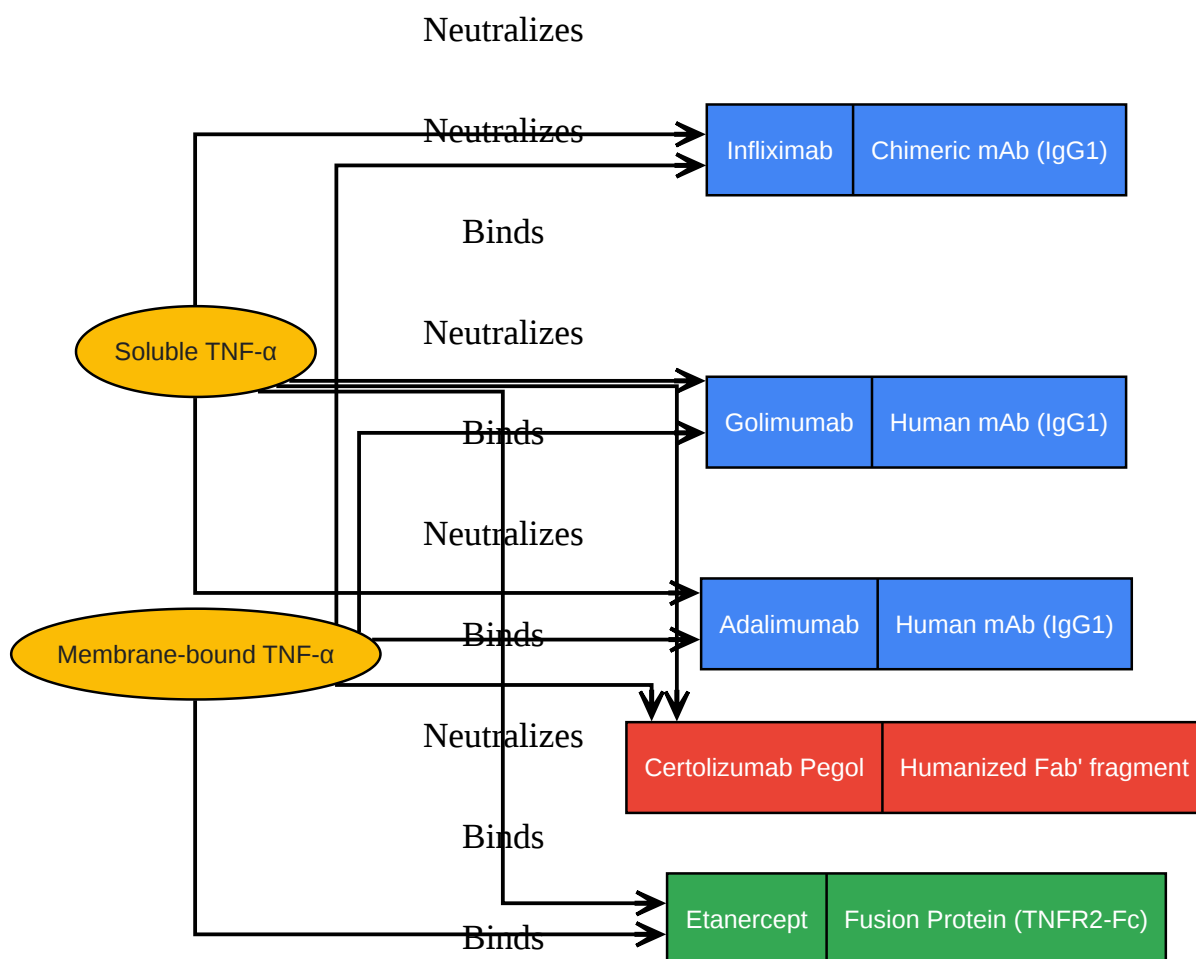 Neutralizes
Neutralizes
Infliximab
Chimeric mAb (IgG1)
Binds
Soluble TNF-α
Neutralizes
Golimumab
Human mAb (IgG1)
Binds
Neutralizes
Adalimumab
Human mAb (IgG1)
Binds
Membrane-bound TNF-α
Neutralizes
Certolizumab Pegol
Humanized Fab' fragment
Binds
Etanercept
Fusion Protein (TNFR2-Fc)
Binds